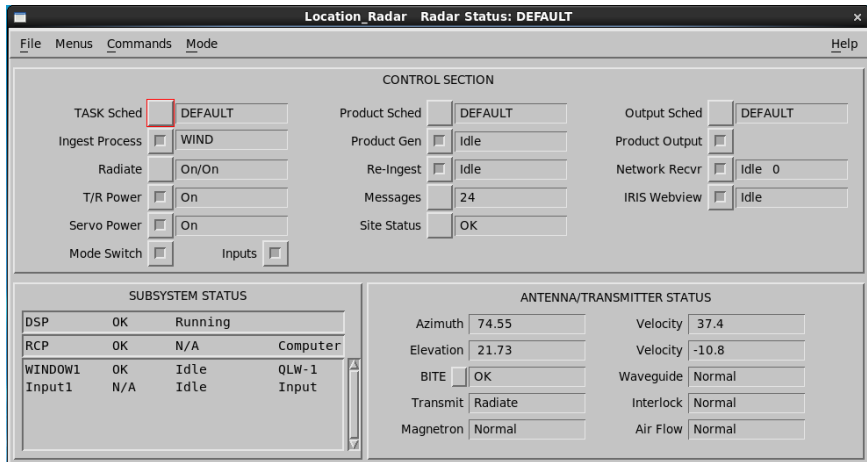 Location_Radar Radar Status: DEFAULT
File Menus Commands Mode Help
CONTROL SECTION
TASK Sched DEFAULT Product Sched DEFAULT Output Sched DEFAULT
Ingest Process WIND Product Gen Idle Product Output
Radiate On/On Re-Ingest Idle Network Recvr Idle 0
T/R Power On Messages 24 IRIS Webview Idle
Servo Power On Site Status OK
Mode Switch Inputs
SUBSYSTEM STATUS
DSP OK Running
RCP OK N/A Computer
WINDOW1 OK Idle QLW-1
Input1 N/A Idle Input
ANTENNA/TRANSMITTER STATUS
Azimuth 74.55 Velocity 37.4
Elevation 21.73 Velocity -10.8
BITE OK Waveguide Normal
Transmit Radiate Interlock Normal
Magnetron Normal Air Flow Normal